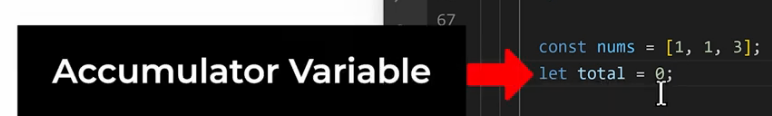 67
const nums = [1, 1, 3];
Accumulator Variable
let total = 0;